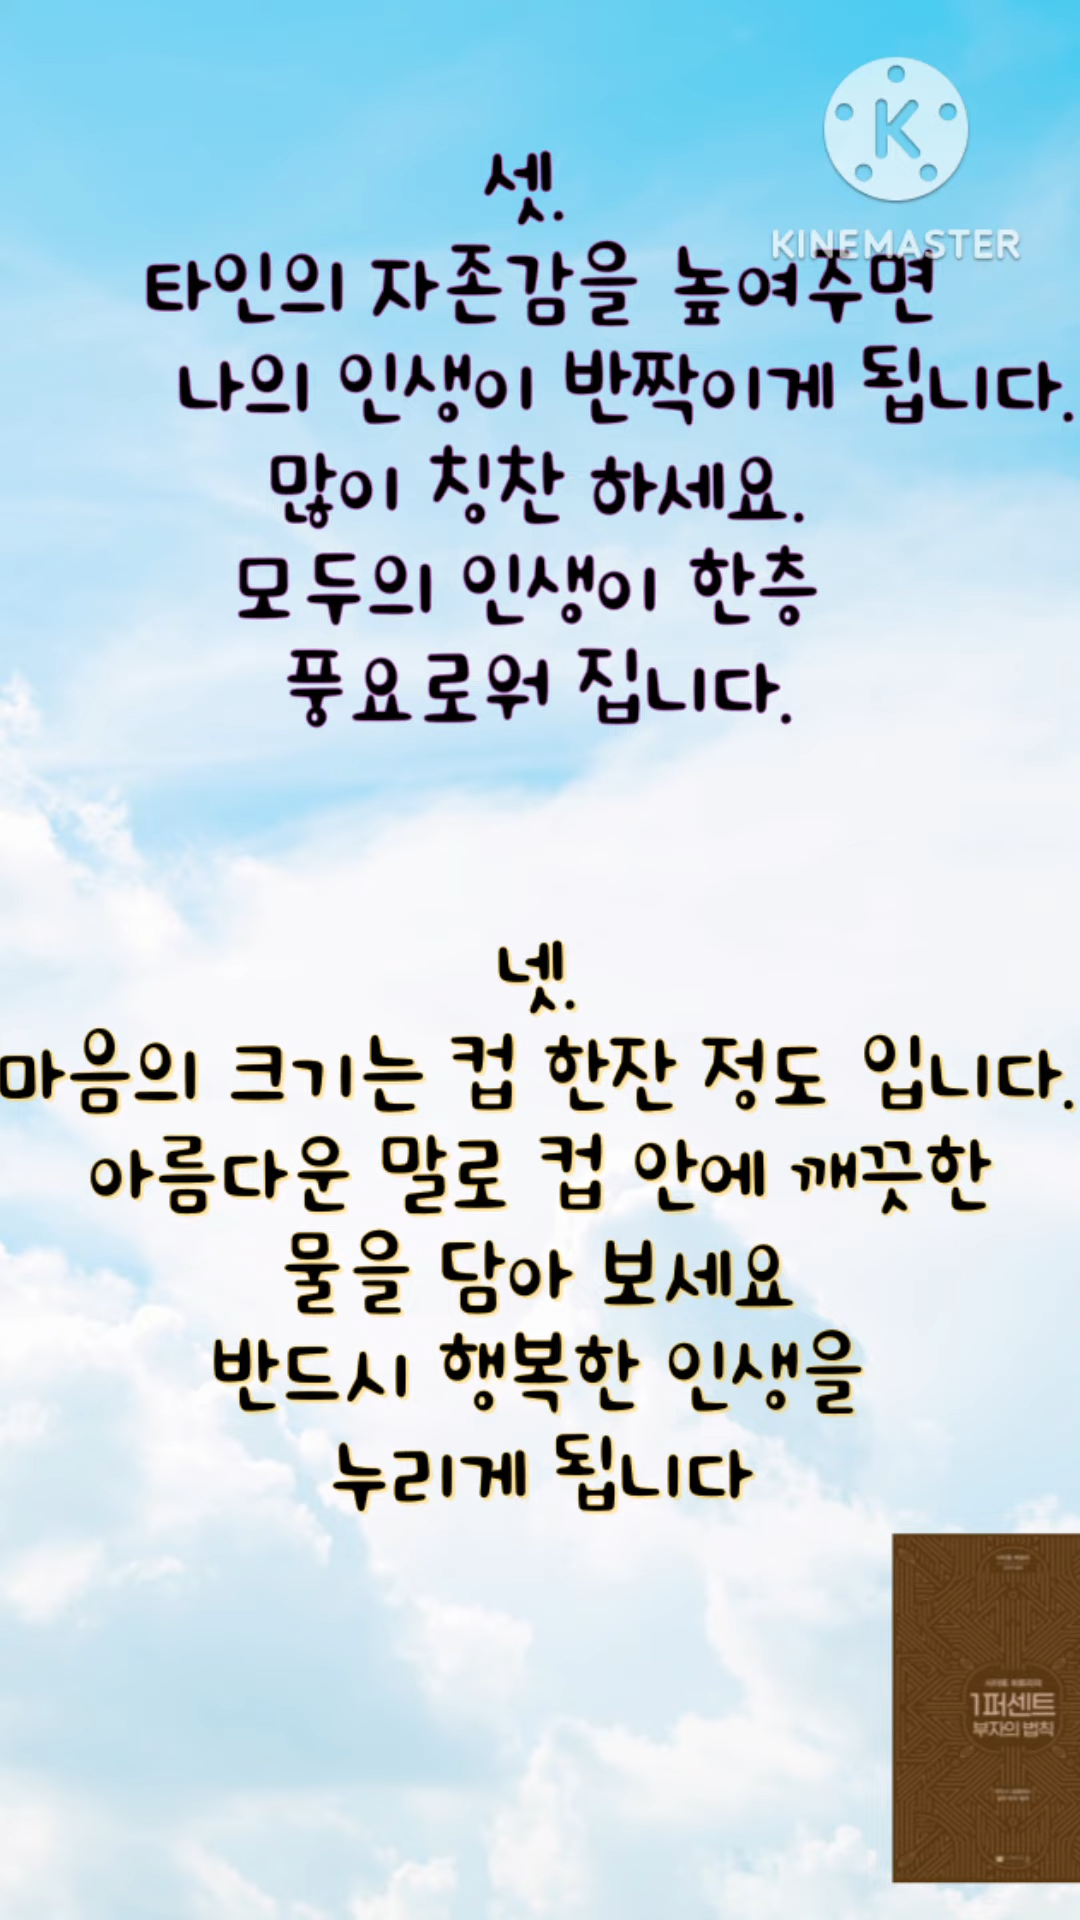 KINEMASTER
셋.
타인의 자존감을 높여주면
나의 인생이 반짝이게 됩니다.
많이 칭찬 하세요.
모두의 인생이 한층
풍요로워 집니다.
넷.
마음의 크기는 컵 한잔 정도 입니다.
아름다운 말로 컵 안에 깨끗한
물을 담아 보세요
반드시 행복한 인생을
누리게 됩니다
1퍼센트
부자의 법칙